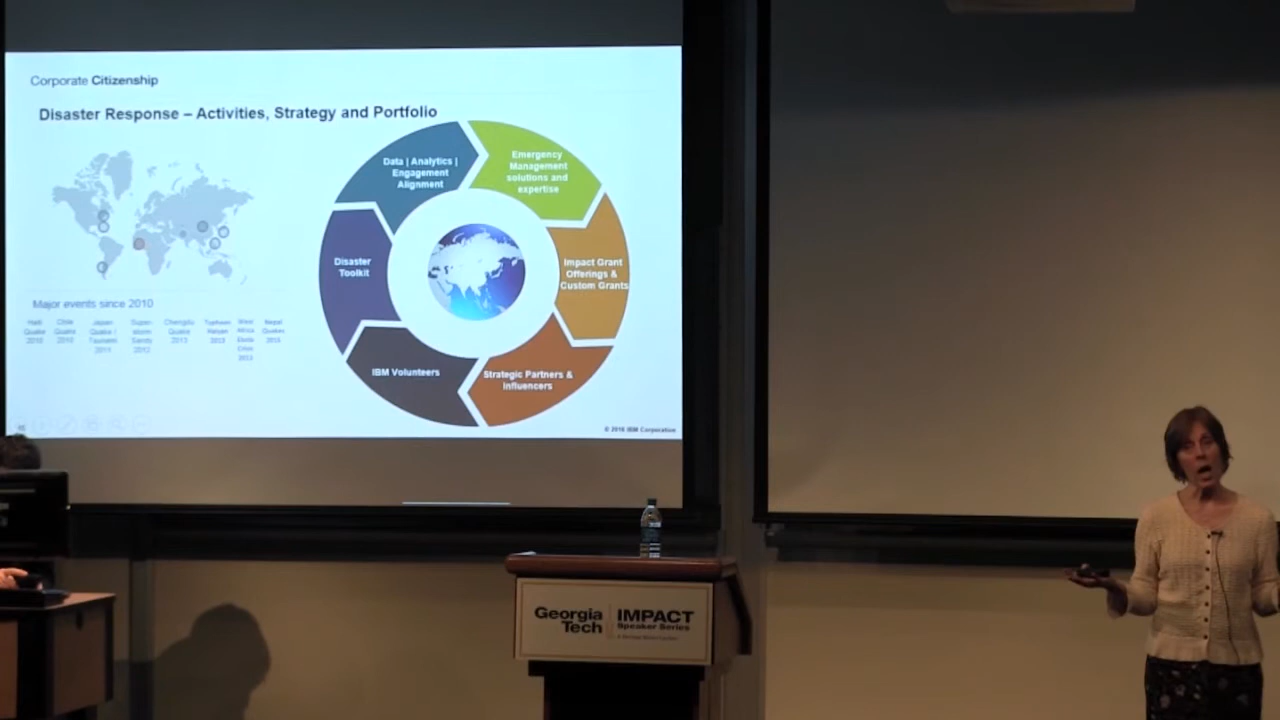 Corporate Citizenship
Disaster Response – Activities, Strategy and Portfolio
Data | Analytics |
Engagement
Alignment
Emergency
Management
solutions and
expertise
Disaster
Toolkit
Impact Grant
Offerings &
Custom Grants
IBM Volunteers
Strategic Partners &
Influencers
Major events since 2010
Haiti
Quake
2010
Chile
Quake
2010
Japan
Quake /
Tsunami
2011
Super-
storm
Sandy
2012
Chengdu
Quake
2013
Typhoon
Haiyan
2013
West
Africa
Ebola
Crisis
Nepal
Quakes
2015
© 2016 IBM Corporation
Georgia
Tech
IMPACT
Speaker Series